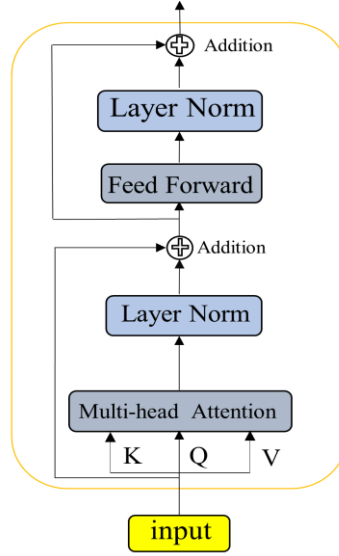 Addition
Layer Norm
Feed Forward
Addition
Layer Norm
Multi-head Attention
K Q V
input